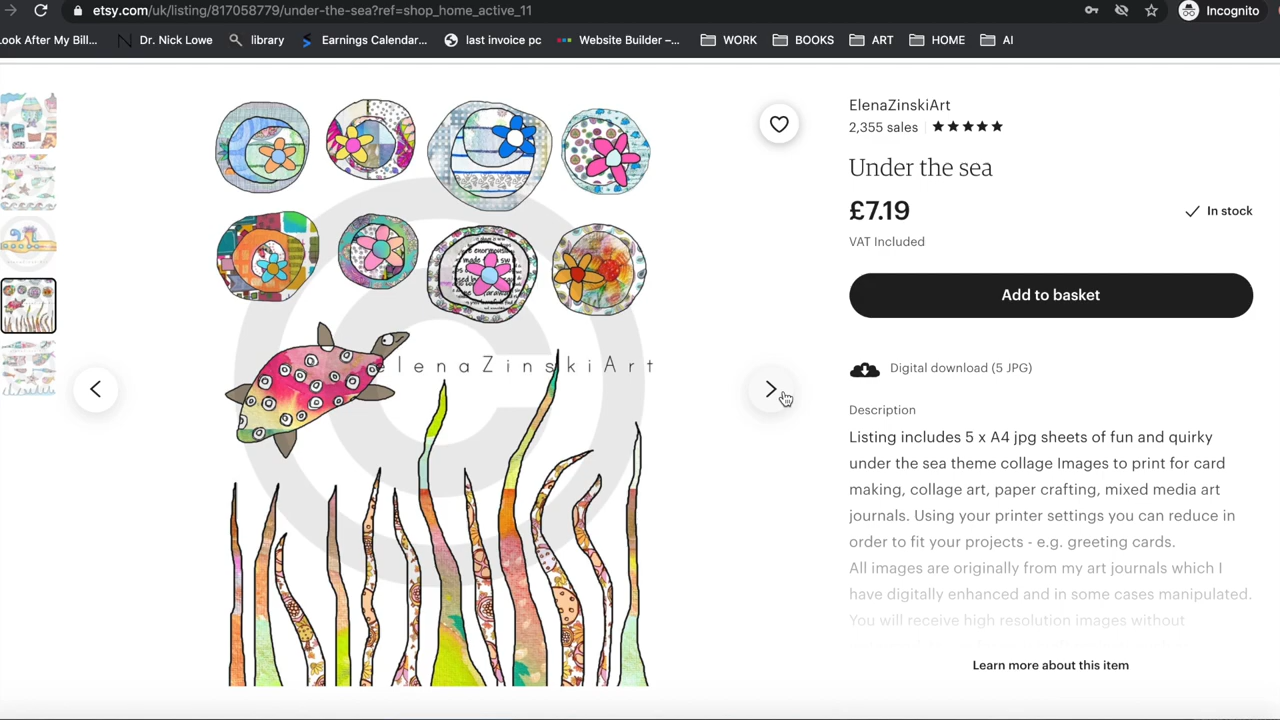 etsy.com/uk/listing/817058779/under-the-sea?ref=shop_home_active_11
Incognito
Look After My Bill...
Dr. Nick Lowe
library
Earnings Calendar...
last invoice pc
Website Builder –...
WORK
BOOKS
ART
HOME
AI
ElenaZinskiArt
2,355 sales
Under the sea
£7.19
In stock
VAT Included
Add to basket
elenaZinskiArt
Digital download (5 JPG)
Description
Listing includes 5 x A4 jpg sheets of fun and quirky
under the sea theme collage Images to print for card
making, collage art, paper crafting, mixed media art
journals. Using your printer settings you can reduce in
order to fit your projects - e.g. greeting cards.
All images are originally from my art journals which I
have digitally enhanced and in some cases manipulated.
You will receive high resolution images without
Learn more about this item